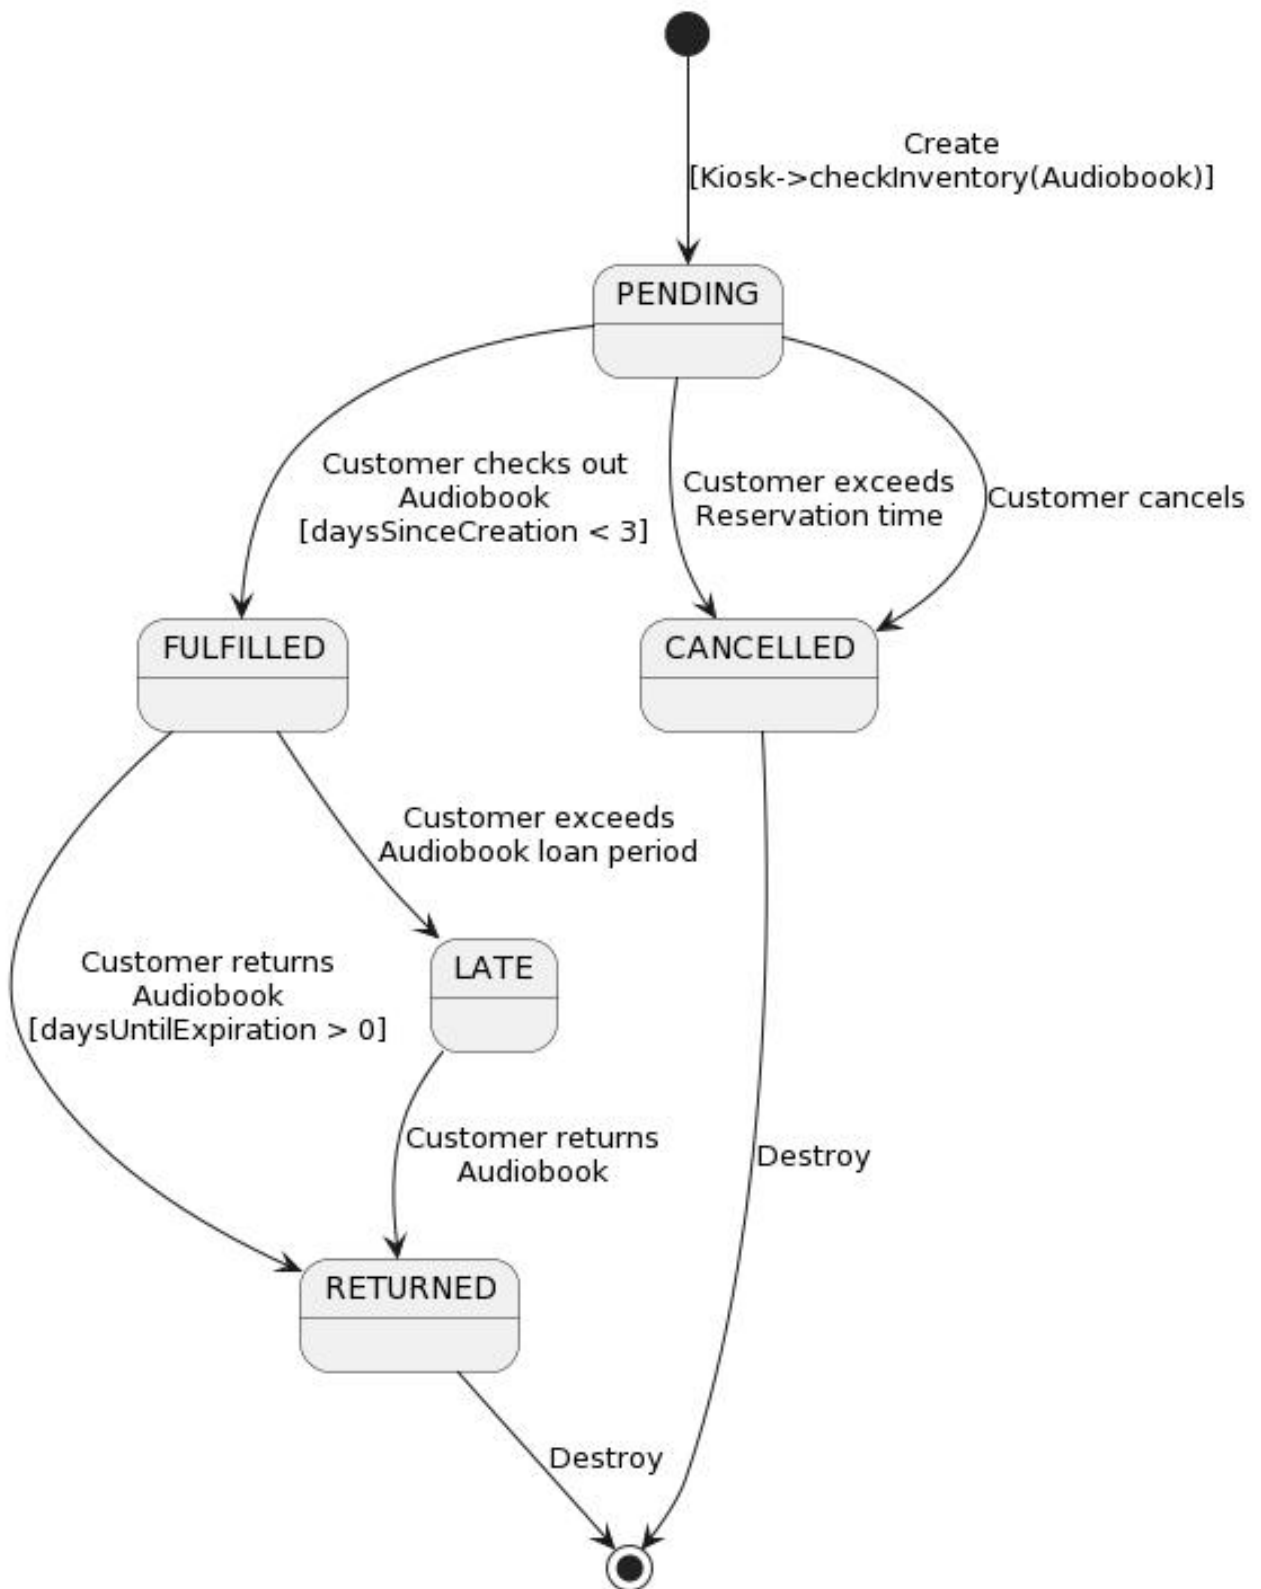 Create
[Kiosk->checkInventory(Audiobook)]
PENDING
Customer checks out
Audiobook
[daysSinceCreation < 3]
Customer exceeds
Reservation time
Customer cancels
FULFILLED
CANCELLED
Customer exceeds
Audiobook loan period
Customer returns
Audiobook
[daysUntilExpiration > 0]
LATE
Customer returns
Audiobook
Destroy
RETURNED
Destroy